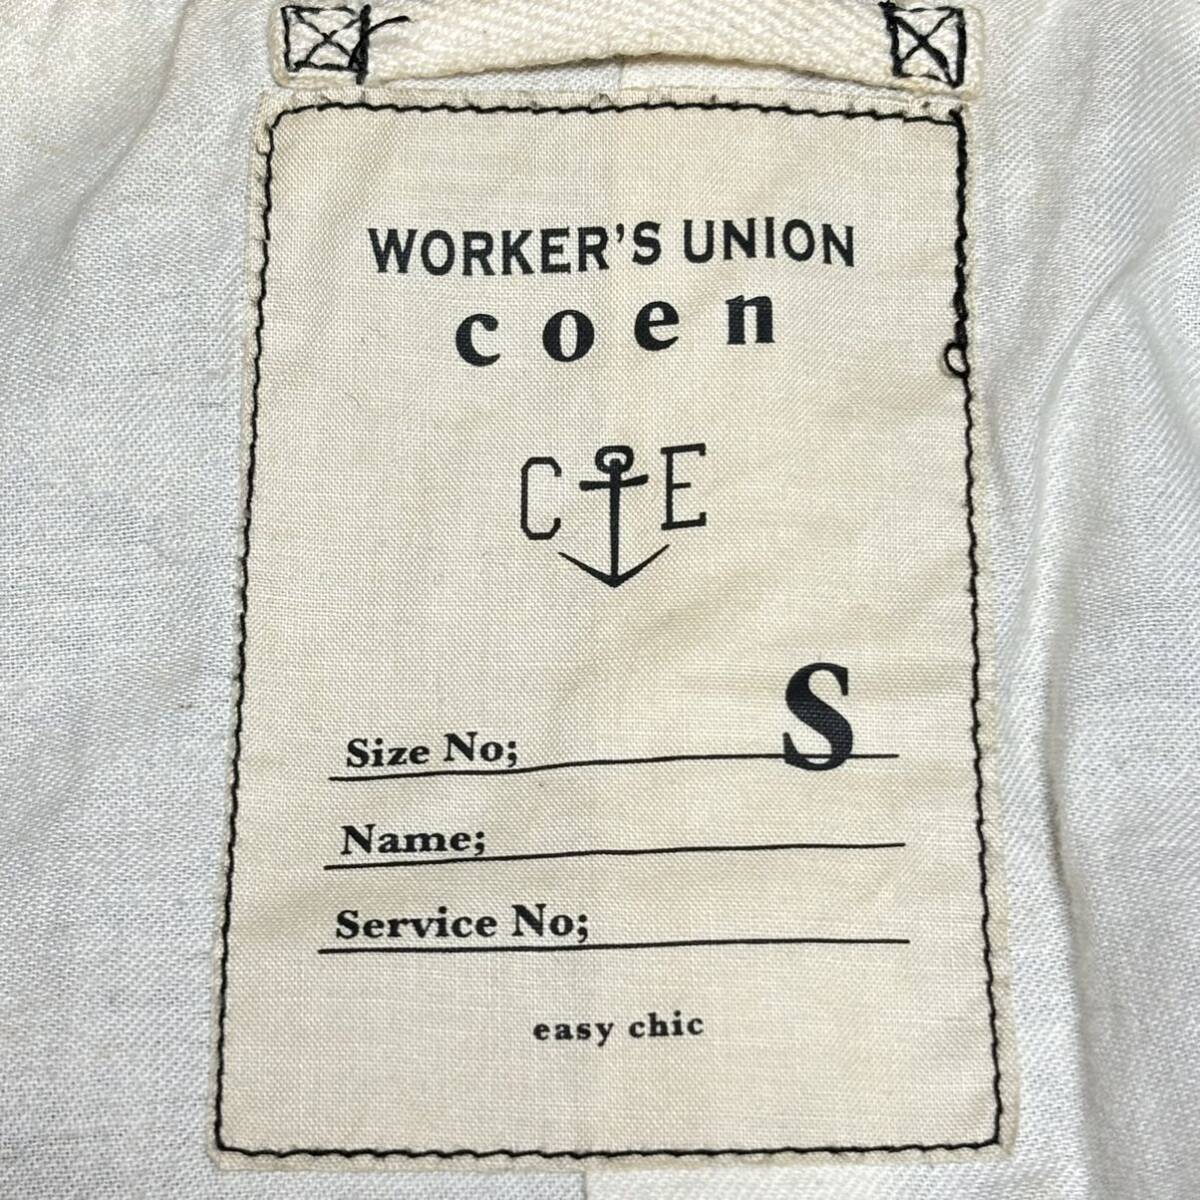 WORKER'S UNION
coen
C E
S
Size No;
Name;
Service No;
easy chic